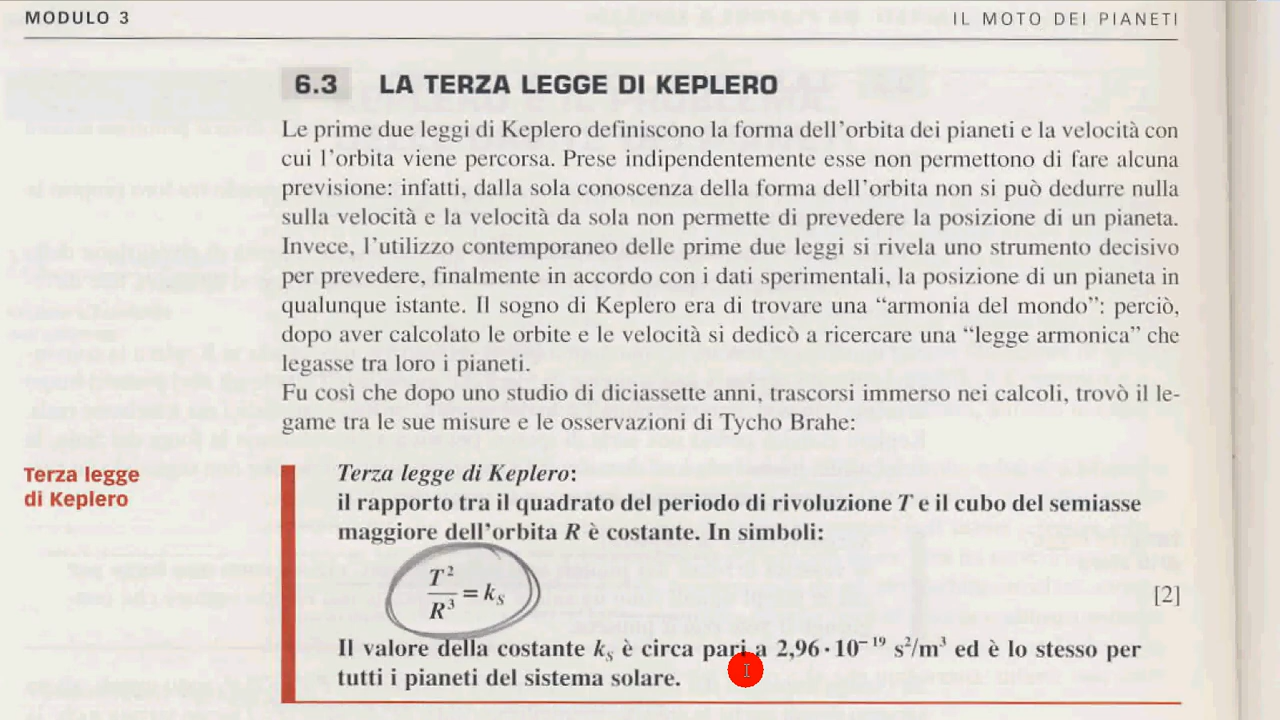 MODULO 3
IL MOTO DEI PIANETI
6.3 LA TERZA LEGGE DI KEPLERO
Le prime due leggi di Keplero definiscono la forma dell'orbita dei pianeti e la velocità con
cui l'orbita viene percorsa. Prese indipendentemente esse non permettono di fare alcuna
previsione: infatti, dalla sola conoscenza della forma dell'orbita non si può dedurre nulla
sulla velocità e la velocità da sola non permette di prevedere la posizione di un pianeta.
Invece, l'utilizzo contemporaneo delle prime due leggi si rivela uno strumento decisivo
per prevedere, finalmente in accordo con i dati sperimentali, la posizione di un pianeta in
qualunque istante. Il sogno di Keplero era di trovare una “armonia del mondo”: perciò,
dopo aver calcolato le orbite e le velocità si dedicò a ricercare una “legge armonica” che
legasse tra loro i pianeti.
Fu così che dopo uno studio di diciassette anni, trascorsi immerso nei calcoli, trovò il le-
game tra le sue misure e le osservazioni di Tycho Brahe:
Terza legge
di Keplero
Terza legge di Keplero:
il rapporto tra il quadrato del periodo di rivoluzione T e il cubo del semiasse
maggiore dell'orbita R è costante. In simboli:
T²/R³ = kₛ [2]
Il valore della costante kₛ è circa pari a 2,96 · 10⁻¹⁹ s²/m³ ed è lo stesso per
tutti i pianeti del sistema solare.